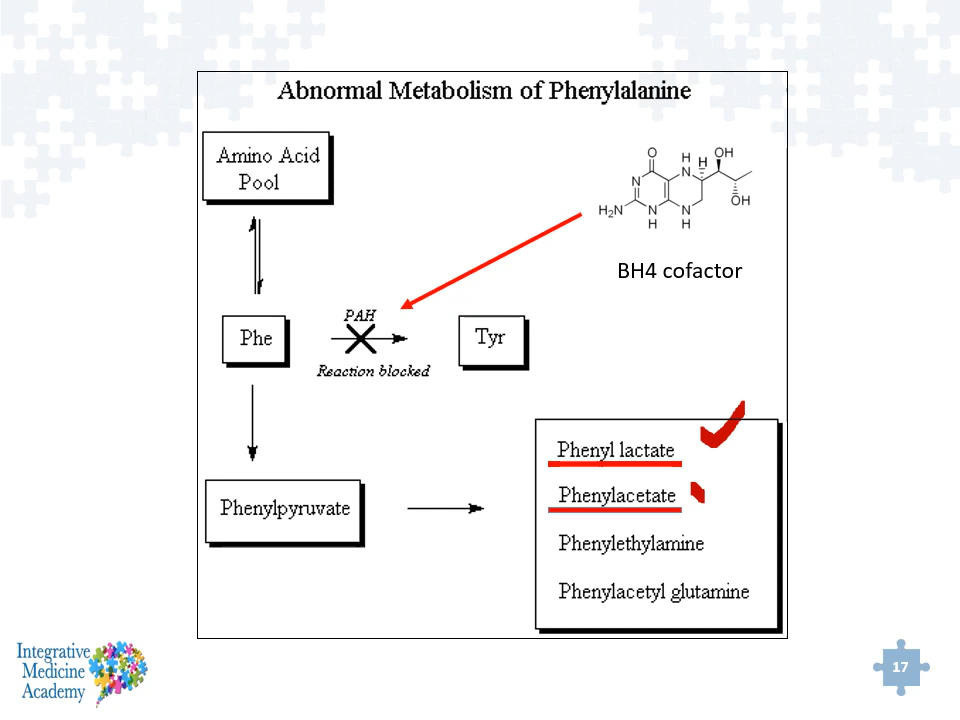 Abnormal Metabolism of Phenylalanine
Amino Acid
Pool
O
H
H
OH
N
N
H₂N
N
N
OH
H
H
BH4 cofactor
Phe
PAH
Reaction blocked
Tyr
Phenylpyruvate
Phenyl lactate
Phenylacetate
Phenylethylamine
Phenylacetyl glutamine
Integrative
Medicine
Academy
17